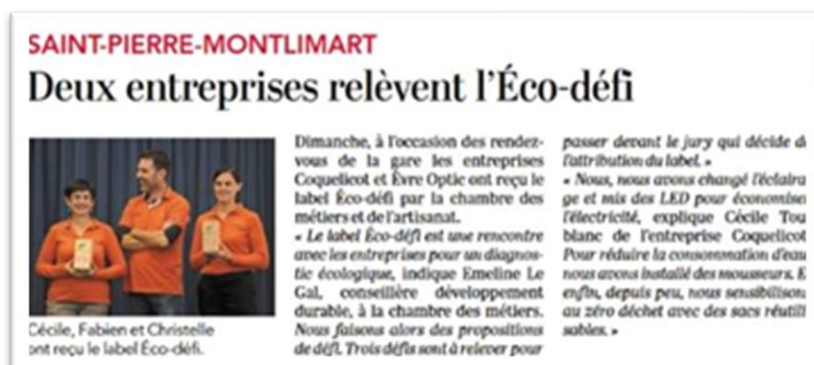 SAINT-PIERRE-MONTLIMART
Deux entreprises relèvent l'Éco-défi
Dimanche, à l'occasion des rendez-
vous de la gare les entreprises
Coquelicot et Èvre Optic ont reçu le
label Éco-défi par la chambre des
métiers et de l'artisanat.
« Le label Éco-défi est une rencontre
avec les entreprises pour un diagnos-
tic écologique, indique Emeline Le
Gal, conseillère développement
durable, à la chambre des métiers.
Nous faisons alors des propositions
de défi. Trois défis sont à relever pour
passer devant le jury qui décide d
l'attribution du label. »
« Nous, nous avons changé l'éclaira
ge et mis des LED pour économise
l'électricité, explique Cécile Tou
blanc de l'entreprise Coquelicot
Pour réduire la consommation d'eau
nous avons installé des mousseurs. E
enfin, depuis peu, nous sensibilison
au zéro déchet avec des sacs réutili
sables. »
Cécile, Fabien et Christelle
ont reçu le label Éco-défi.